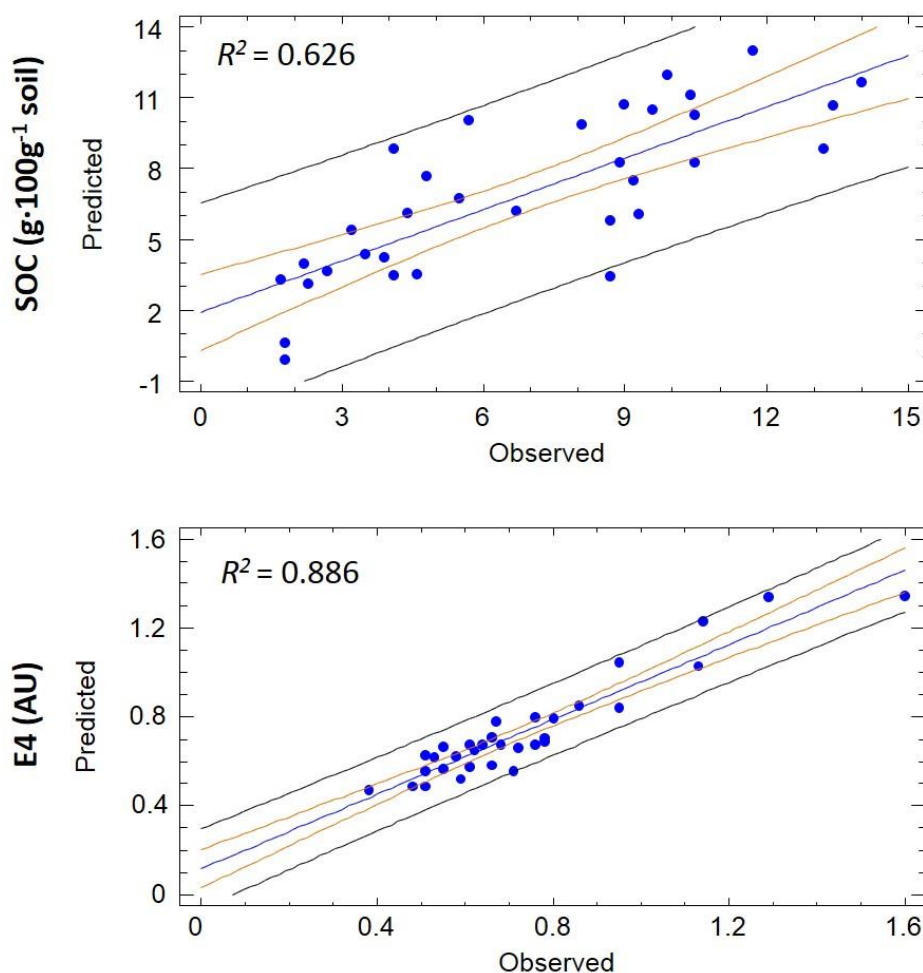 SOC (g·100g⁻¹ soil)
Predicted
R² = 0.626
14
11
8
5
2
-1
0 3 6 9 12 15
Observed
E4 (AU)
Predicted
R² = 0.886
1.6
1.2
0.8
0.4
0
0 0.4 0.8 1.2 1.6
Observed